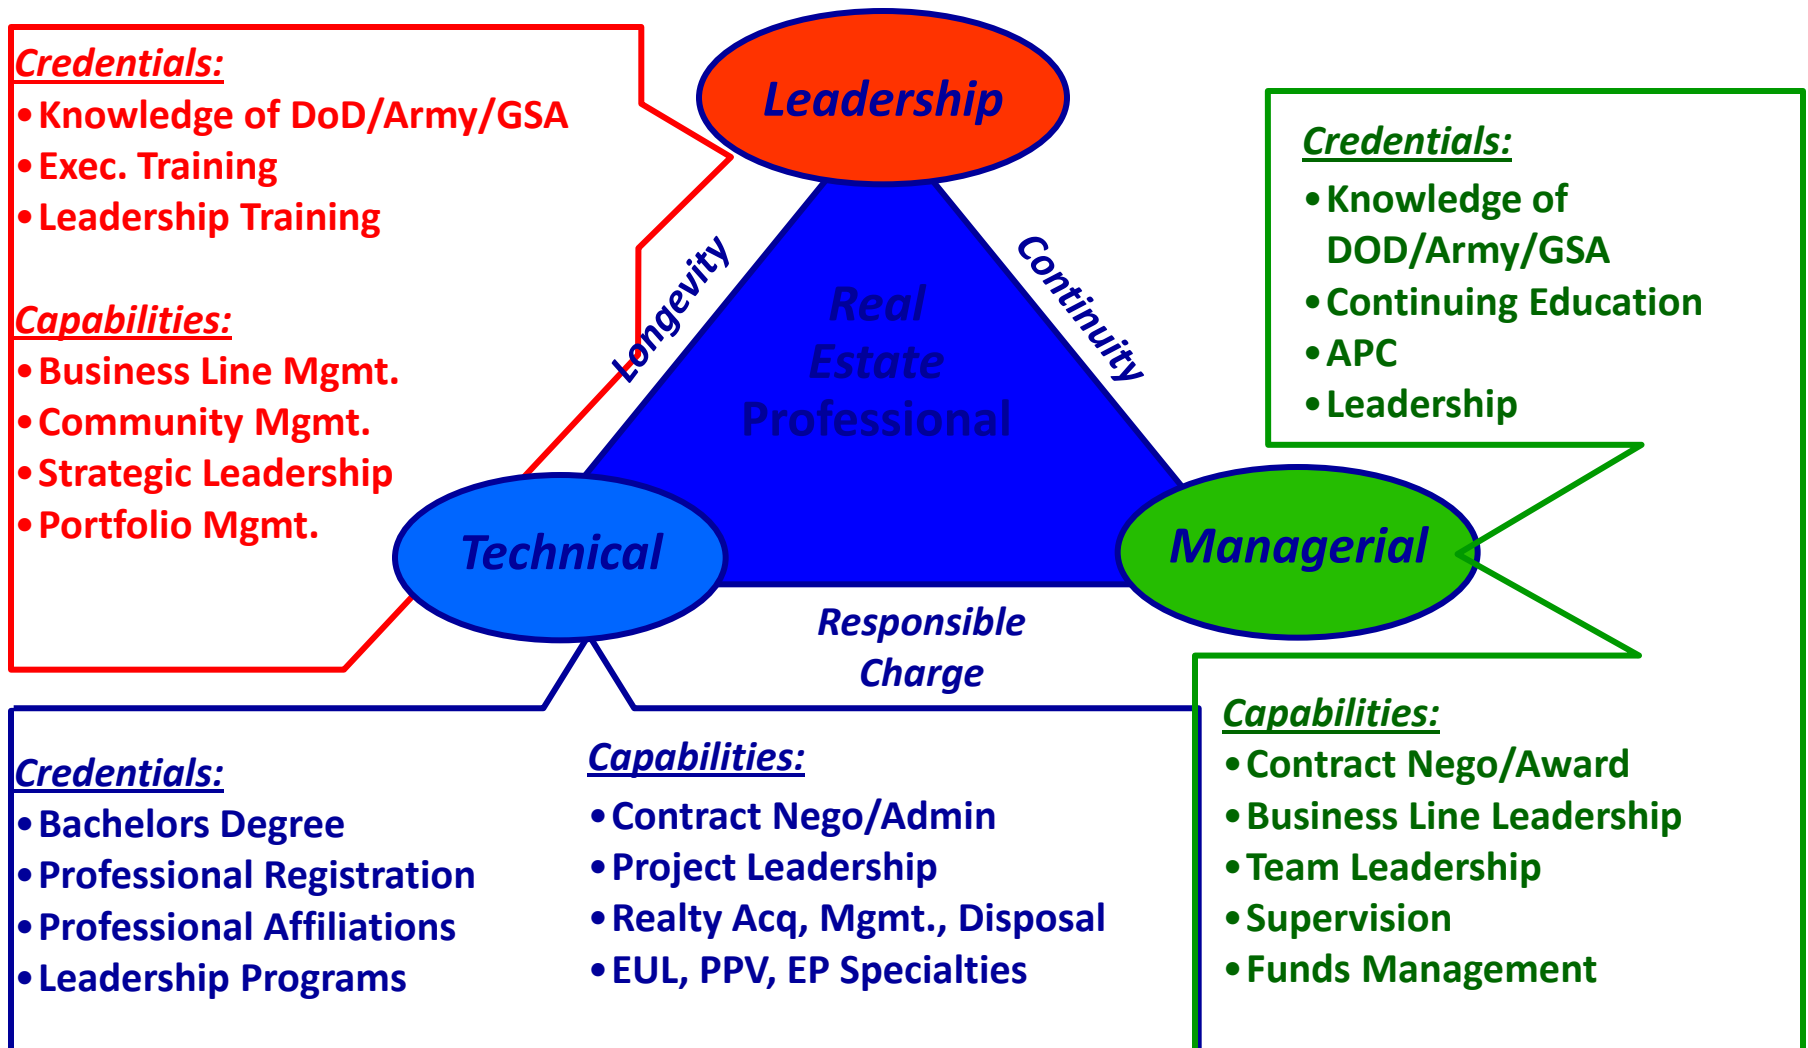 Leadership
Credentials:
•Knowledge of DoD/Army/GSA
•Exec. Training
•Leadership Training
Capabilities:
•Business Line Mgmt.
•Community Mgmt.
•Strategic Leadership
•Portfolio Mgmt.
Longevity
Continuity
Real
Estate
Professional
Credentials:
•Knowledge of
DOD/Army/GSA
•Continuing Education
•APC
•Leadership
Technical
Managerial
Responsible
Charge
Credentials:
•Bachelors Degree
•Professional Registration
•Professional Affiliations
•Leadership Programs
Capabilities:
•Contract Nego/Admin
•Project Leadership
•Realty Acq, Mgmt., Disposal
•EUL, PPV, EP Specialties
Capabilities:
•Contract Nego/Award
•Business Line Leadership
•Team Leadership
•Supervision
•Funds Management